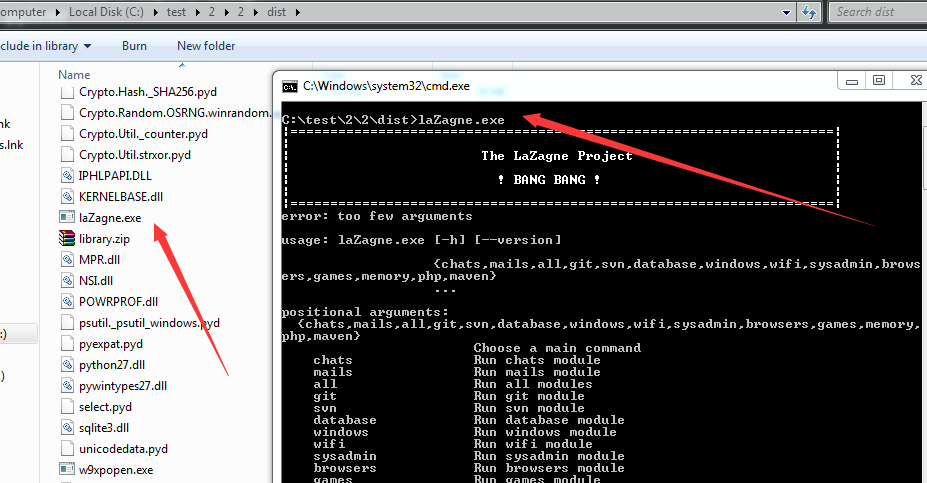 omputer ▸ Local Disk (C:) ▸ test ▸ 2 ▸ 2 ▸ dist ▸
Search dist
clude in library
Burn
New folder
Name
Crypto.Hash._SHA256.pyd
Crypto.Random.OSRNG.winrandom.
Crypto.Util._counter.pyd
Crypto.Util.strxor.pyd
IPHLPAPI.DLL
KERNELBASE.dll
laZagne.exe
library.zip
MPR.dll
NSI.dll
POWRPROF.dll
psutil._psutil_windows.pyd
pyexpat.pyd
python27.dll
pywintypes27.dll
select.pyd
sqlite3.dll
unicodedata.pyd
w9xpopen.exe
nk
s.lnk
:)
)
C:\Windows\system32\cmd.exe
C:\test\2\2\dist>laZagne.exe
|====================================================================|
The LaZagne Project
! BANG BANG !
|====================================================================|
error: too few arguments
usage: laZagne.exe [-h] [--version]
{chats,mails,all,git,svn,database,windows,wifi,sysadmin,brows
ers,games,memory,php,maven}
...
positional arguments:
{chats,mails,all,git,svn,database,windows,wifi,sysadmin,browsers,games,memory,
php,maven}
Choose a main command
chats Run chats module
mails Run mails module
all Run all modules
git Run git module
svn Run svn module
database Run database module
windows Run windows module
wifi Run wifi module
sysadmin Run sysadmin module
browsers Run browsers module
games Run games module